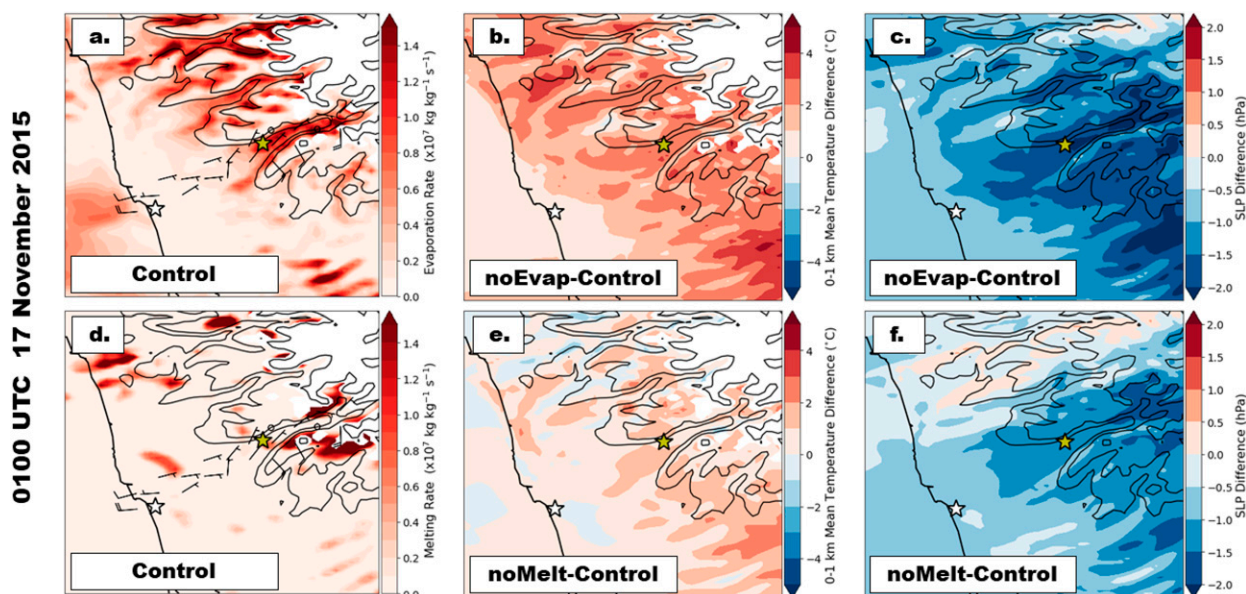 0100 UTC 17 November 2015
a.
Control
1.4
1.2
1.0
0.8
0.6
0.4
0.2
0.0
Evaporation Rate (x10⁷ kg kg⁻¹ s⁻¹)
b.
noEvap-Control
4
2
0
−2
−4
0-1 km Mean Temperature Difference (°C)
c.
noEvap-Control
2.0
1.5
1.0
0.5
0.0
−0.5
−1.0
−1.5
−2.0
SLP Difference (hPa)
d.
Control
1.4
1.2
1.0
0.8
0.6
0.4
0.2
0.0
Melting Rate (x10⁷ kg kg⁻¹ s⁻¹)
e.
noMelt-Control
4
2
0
−2
−4
0-1 km Mean Temperature Difference (°C)
f.
noMelt-Control
2.0
1.5
1.0
0.5
0.0
−0.5
−1.0
−1.5
−2.0
SLP Difference (hPa)